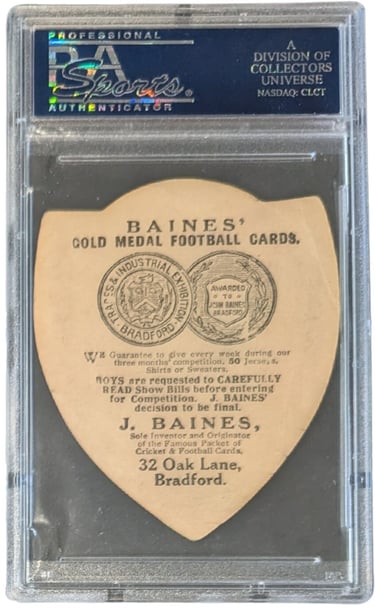 PROFESSIONAL
PSA
Sports
AUTHENTICATOR
A
DIVISION OF
COLLECTORS
UNIVERSE
NASDAQ: CLCT
BAINES'
GOLD MEDAL FOOTBALL CARDS.
TRADES & INDUSTRIAL EXHIBITION
BRADFORD
AWARDED
TO
JOHN BAINES
BRADFORD
WE Guarantee to give every week during our
three months' competition, 50 Jerseys,
Shirts or Sweaters.
BOYS are requested to CAREFULLY
READ Show Bills before entering
for Competition. J. BAINES'
decision to be final.
J. BAINES,
Sole Inventor and Originator
of the Famous Packet of
Cricket & Football Cards,
32 Oak Lane,
Bradford.